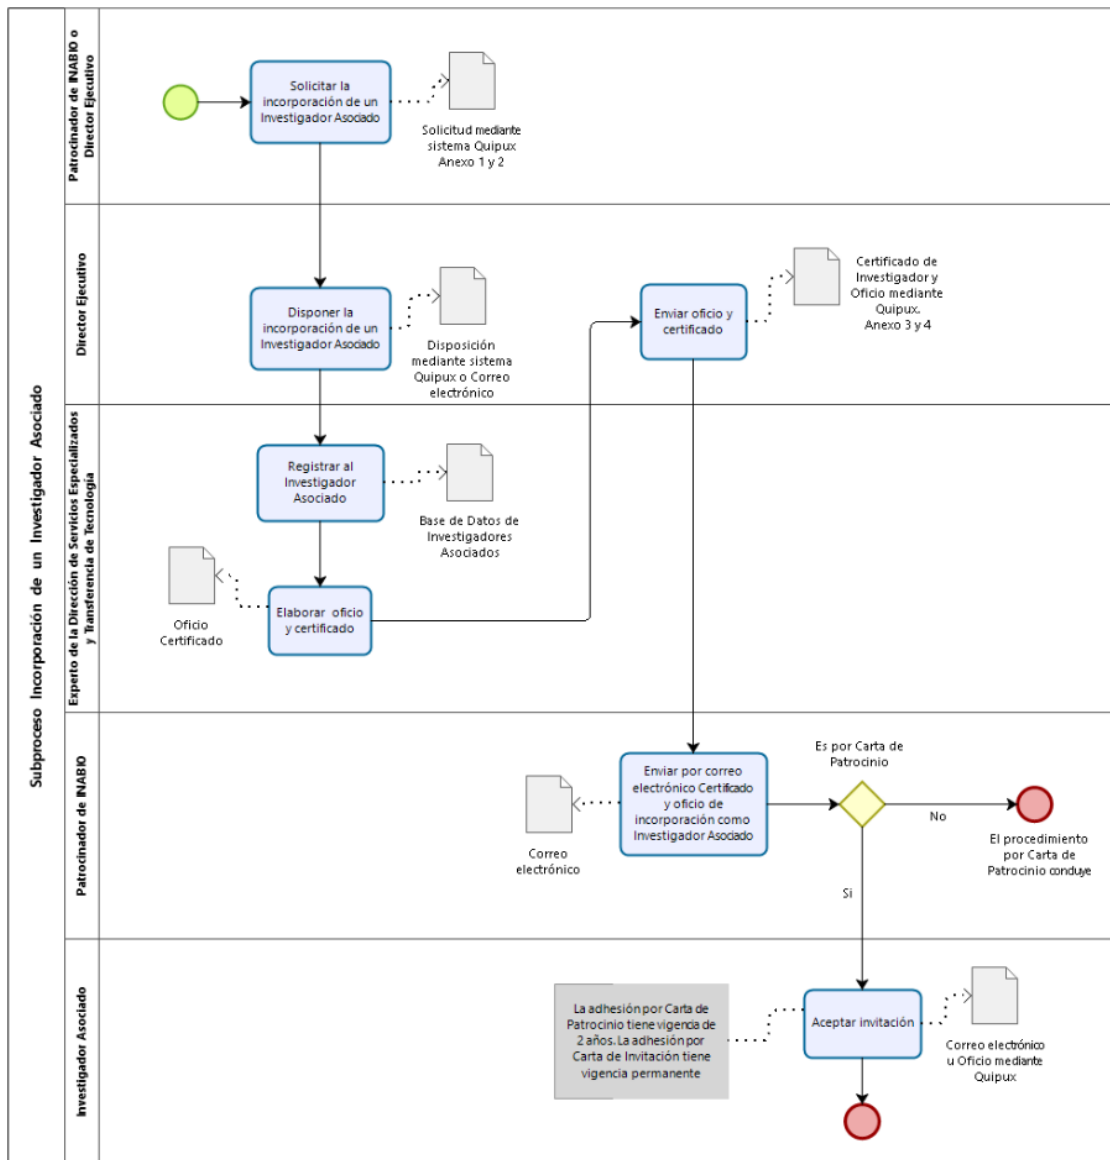 Subproceso Incorporación de un Investigador Asociado
Patrocinador de INABIO o
Director Ejecutivo
Solicitar la
incorporación de un
Investigador Asociado
Solicitud mediante
sistema Quipux
Anexo 1 y 2
Director Ejecutivo
Disponer la
incorporación de un
Investigador Asociado
Disposición
mediante sistema
Quipux o Correo
electrónico
Enviar oficio y
certificado
Certificado de
Investigador y
Oficio mediante
Quipux.
Anexo 3 y 4
Experto de la Dirección de Servicios Especializados
y Transferencia de Tecnología
Registrar al
Investigador
Asociado
Base de Datos de
Investigadores
Asociados
Elaborar oficio
y certificado
Oficio
Certificado
Patrocinador de INABIO
Enviar por correo
electrónico Certificado
y oficio de
incorporación como
Investigador Asociado
Correo
electrónico
Es por Carta de
Patrocinio
No
El procedimiento
por Carta de
Patrocinio conduye
Si
Investigador Asociado
La adhesión por Carta de
Patrocinio tiene vigencia de
2 años. La adhesión por
Carta de Invitación tiene
vigencia permanente
Aceptar invitación
Correo electrónico
u Oficio mediante
Quipux